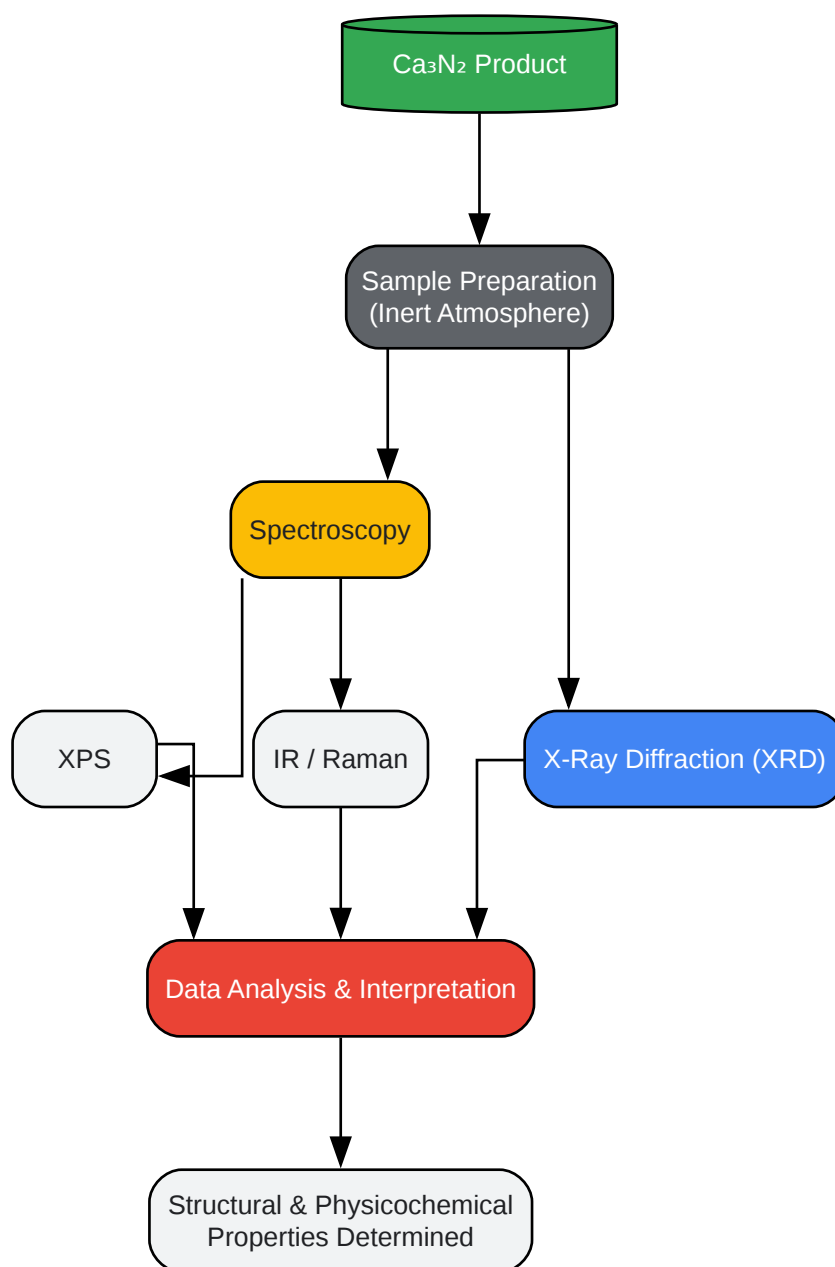 Ca₃N₂ Product
Sample Preparation
(Inert Atmosphere)
Spectroscopy
XPS
IR / Raman
X-Ray Diffraction (XRD)
Data Analysis & Interpretation
Structural & Physicochemical
Properties Determined